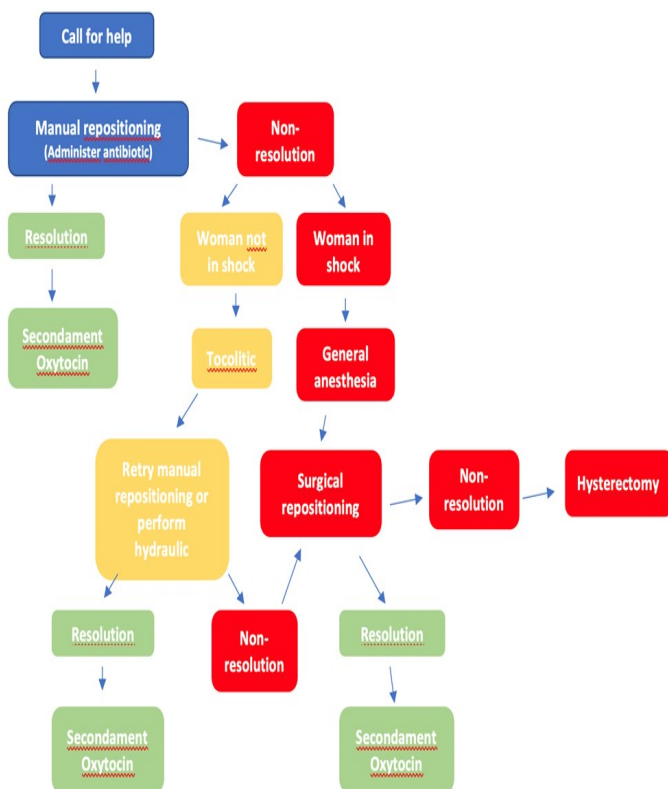 Call for help
Manual repositioning
(Administer antibiotic)
Non-
resolution
Resolution
Woman not
in shock
Woman in
shock
Secondament
Oxytocin
Tocolitic
General
anesthesia
Retry manual
repositioning or
perform
hydraulic
Surgical
repositioning
Non-
resolution
Hysterectomy
Resolution
Non-
resolution
Resolution
Secondament
Oxytocin
Secondament
Oxytocin